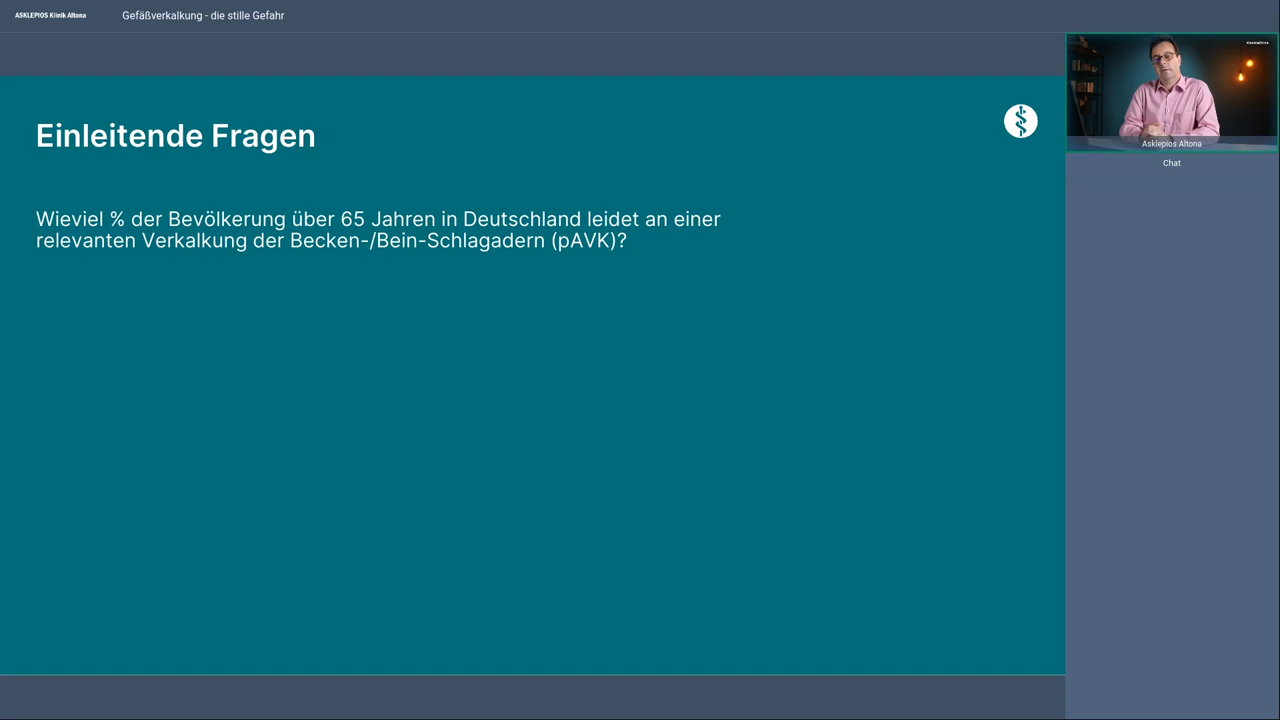 ASKLEPIOS Klinik Altona
Gefäßverkalkung - die stille Gefahr
Einleitende Fragen
Wieviel % der Bevölkerung über 65 Jahren in Deutschland leidet an einer
relevanten Verkalkung der Becken-/Bein-Schlagadern (pAVK)?
Asklepios Altona
Chat